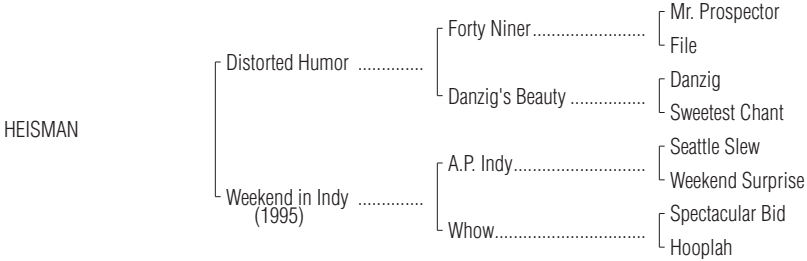 Mr. Prospector
Forty Niner..........................
File
Distorted Humor ...............
Danzig
Danzig's Beauty .................
Sweetest Chant
HEISMAN
Seattle Slew
A.P. Indy..............................
Weekend Surprise
Weekend in Indy ...............
(1995)
Spectacular Bid
Whow..................................
Hooplah